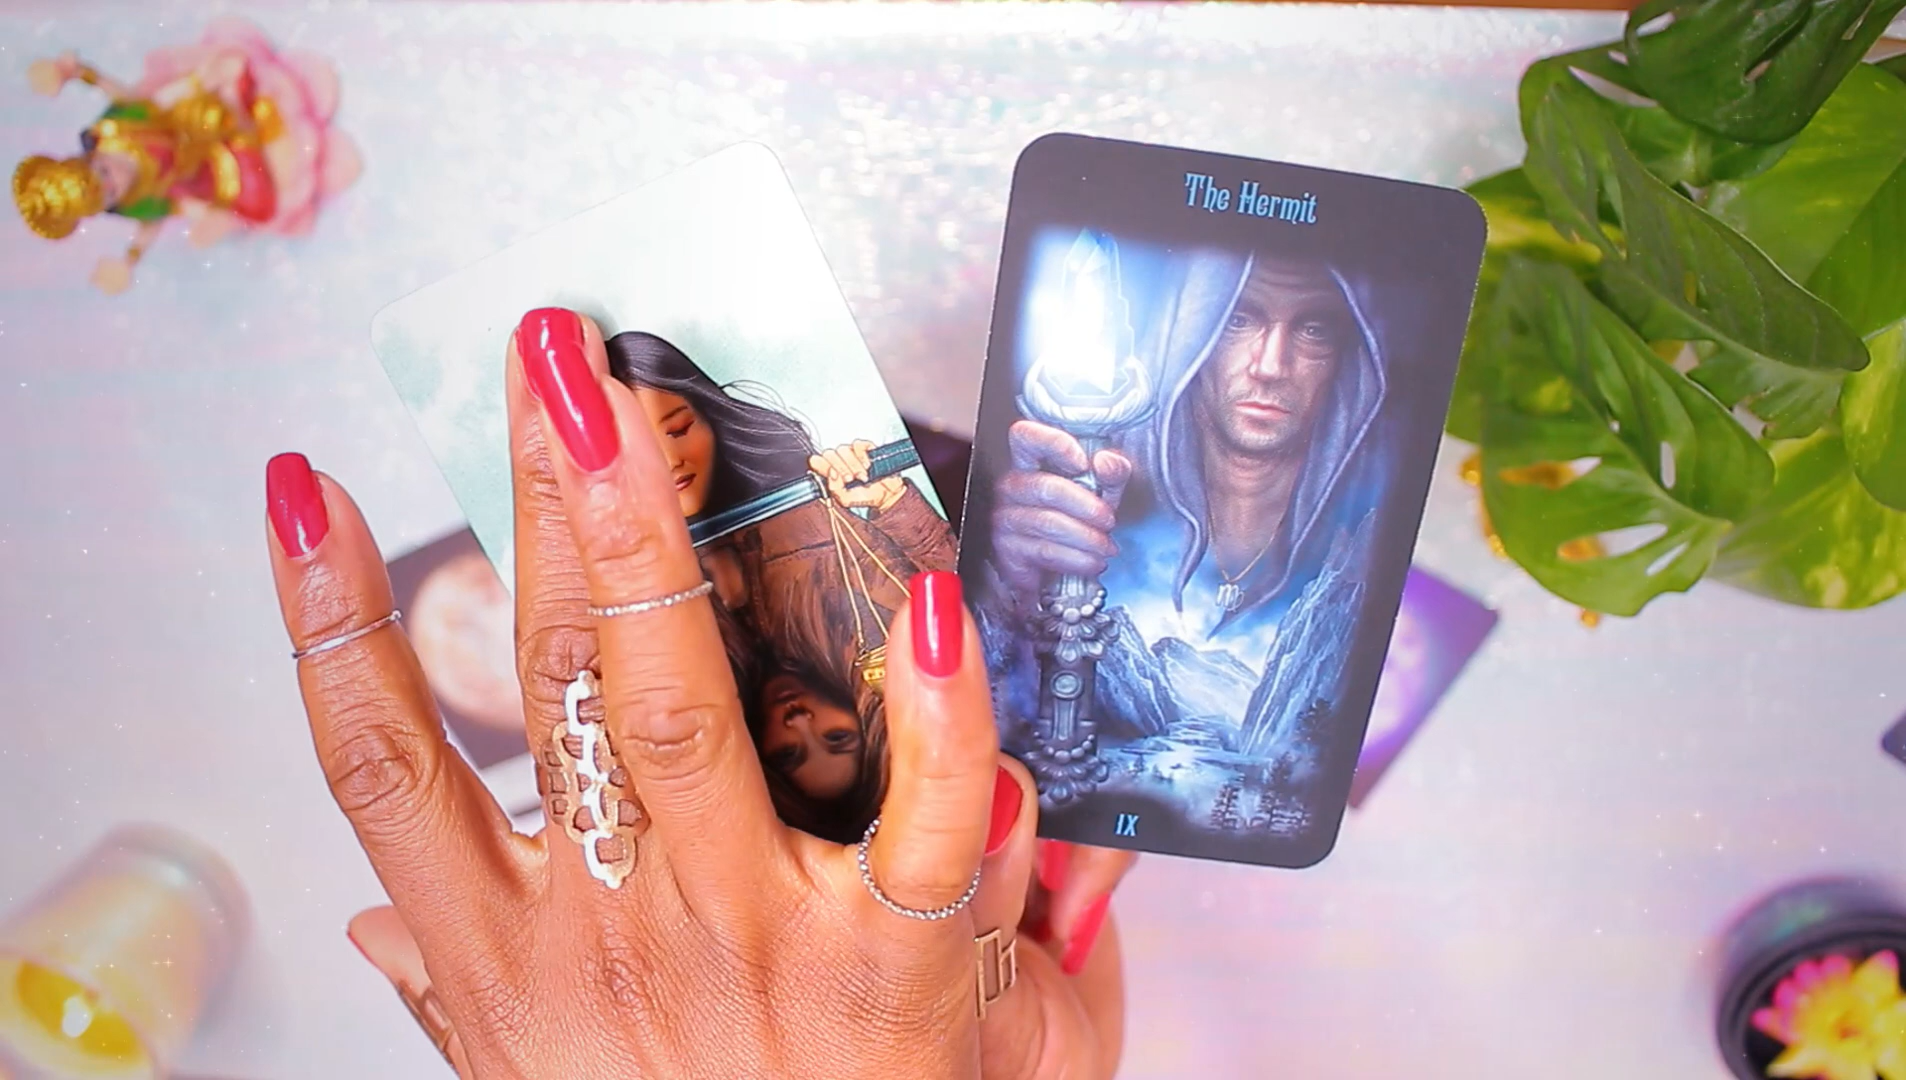 The Hermit
♍
IX